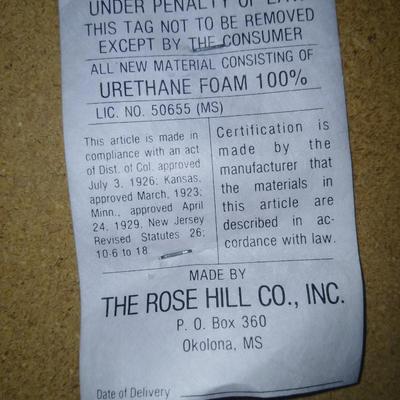 UNDER PENALTY OF LAW
THIS TAG NOT TO BE REMOVED
EXCEPT BY THE CONSUMER
ALL NEW MATERIAL CONSISTING OF
URETHANE FOAM 100%
LIC. NO. 50655 (MS)
This article is made in
compliance with an act
of Dist. of Col. approved
July 3, 1926; Kansas,
approved March, 1923;
Minn., approved April
24, 1929, New Jersey
Revised Statutes 26;
10-6 to 18
Certification is
made by the
manufacturer that
the materials in
this article are
described in ac-
cordance with law.
MADE BY
THE ROSE HILL CO., INC.
P. O. Box 360
Okolona, MS
Date of Delivery